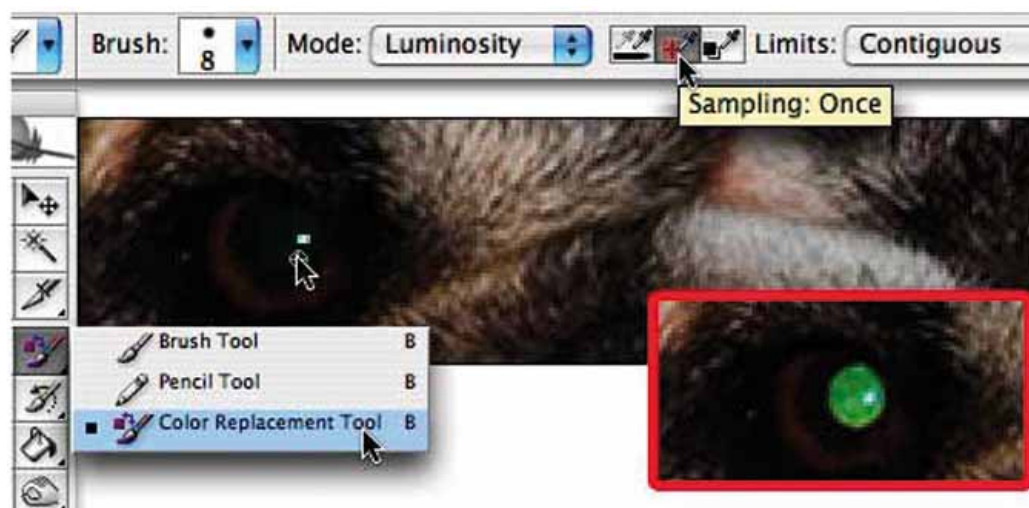 Brush: 8 Mode: Luminosity Limits: Contiguous
Sampling: Once
Brush Tool B
Pencil Tool B
Color Replacement Tool B